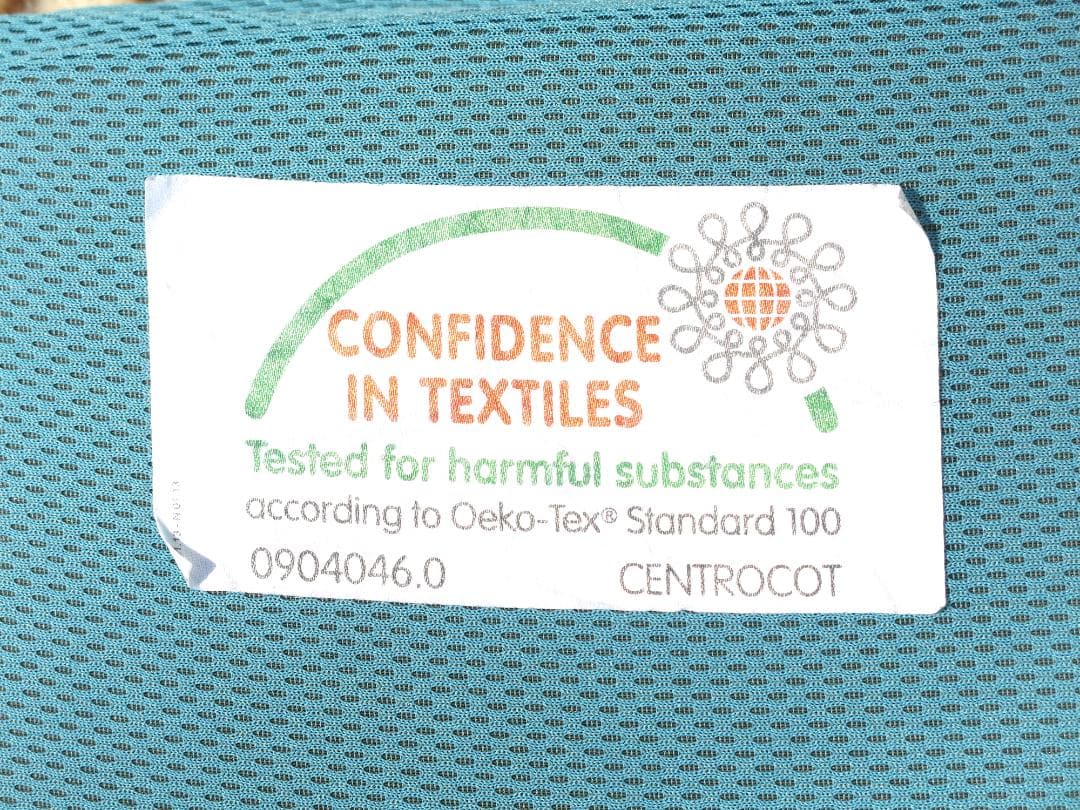 CONFIDENCE
IN TEXTILES
Tested for harmful substances
according to Oeko-Tex® Standard 100
0904046.0 CENTROCOT